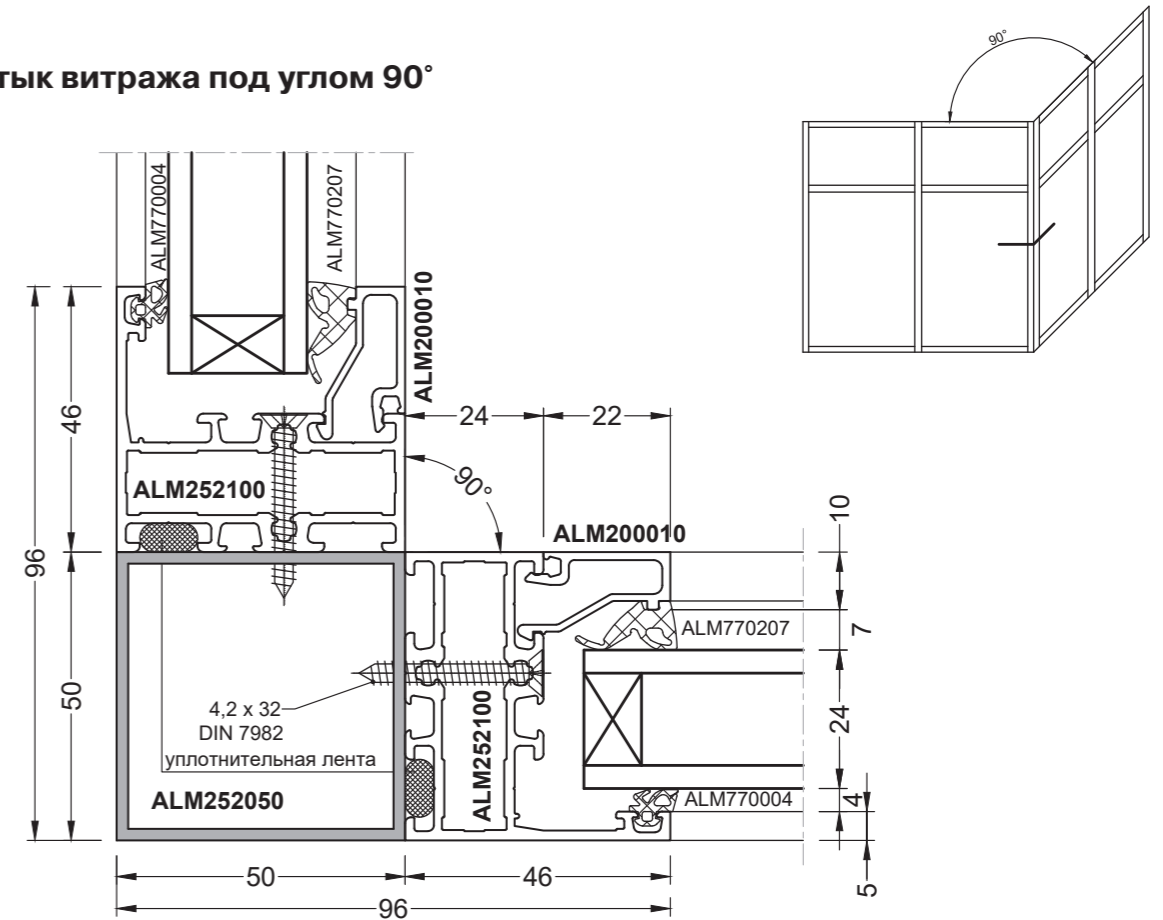 тык витража под углом 90°
90°
ALM770004
ALM770207
ALM200010
46
24
22
90°
ALM252100
ALM200010
10
96
ALM770207
7
50
4,2 x 32
DIN 7982
уплотнительная лента
ALM252100
24
ALM252050
ALM770004
4
5
50
46
96